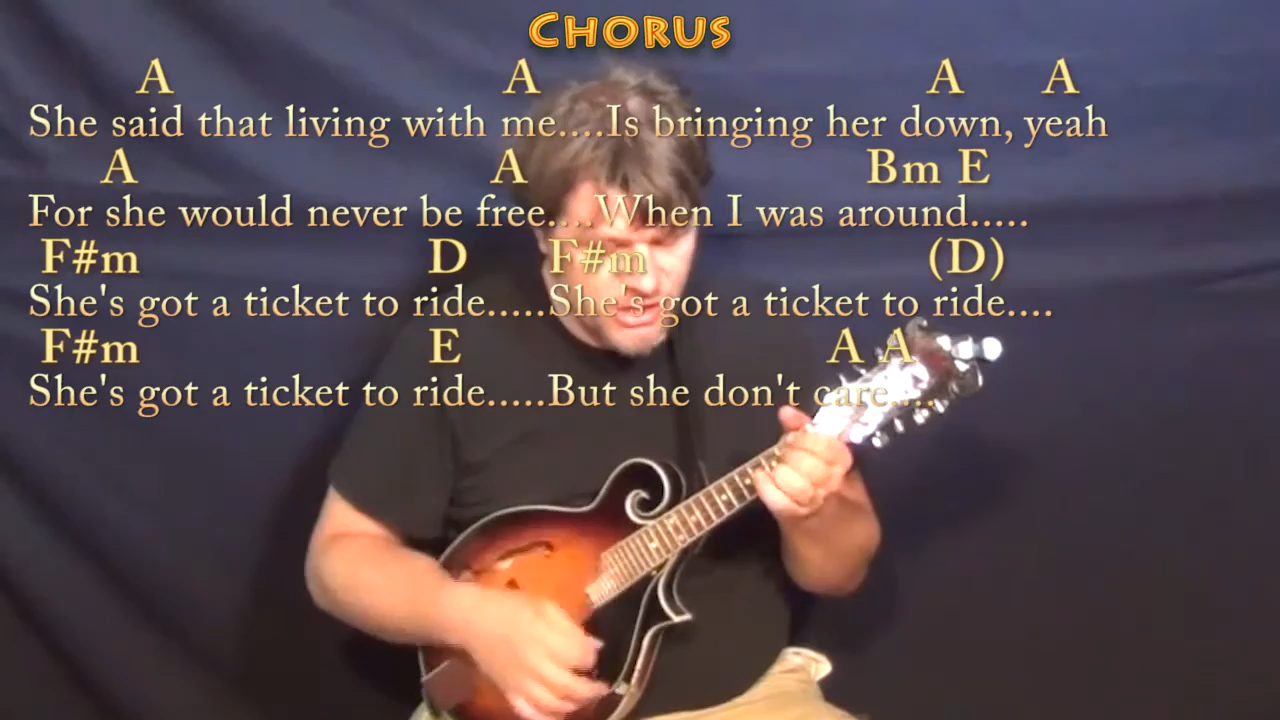 CHORUS
A A A A
She said that living with me....Is bringing her down, yeah
A A Bm E
For she would never be free....When I was around.....
F#m D F#m (D)
She's got a ticket to ride.....She's got a ticket to ride....
F#m E A A
She's got a ticket to ride.....But she don't care....